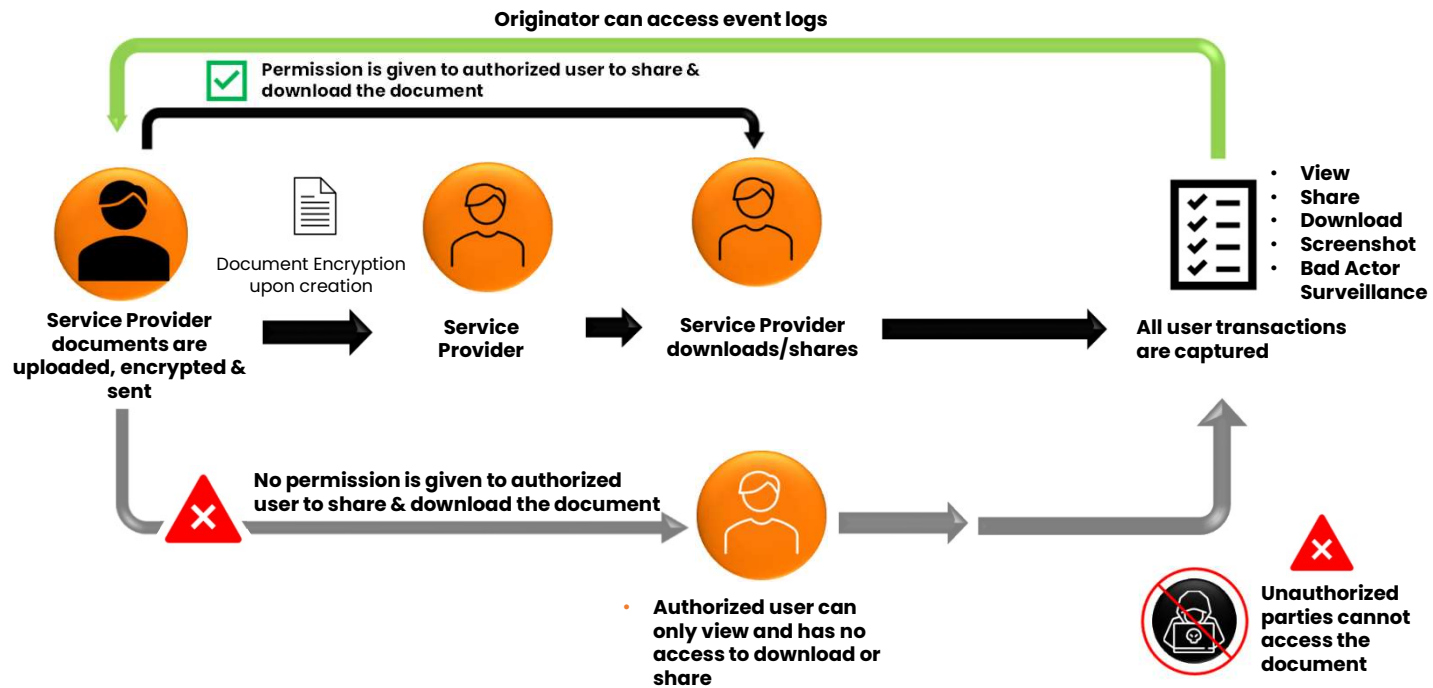 Originator can access event logs
Permission is given to authorized user to share &
download the document
Document Encryption
upon creation
Service Provider
documents are
uploaded, encrypted &
sent
Service
Provider
Service Provider
downloads/shares
• View
• Share
• Download
• Screenshot
• Bad Actor
Surveillance
All user transactions
are captured
No permission is given to authorized
user to share & download the document
• Authorized user can
only view and has no
access to download or
share
Unauthorized
parties cannot
access the
document